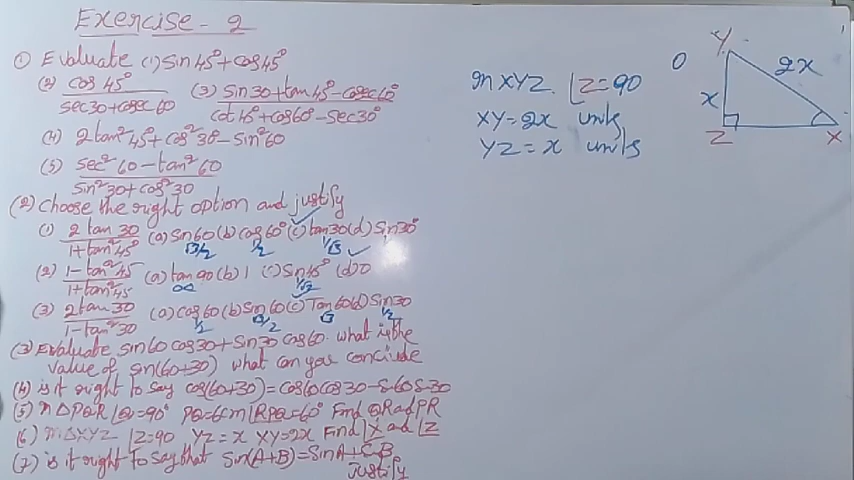 Exercise - 2
① Evaluate (1) Sin 45° + cos 45°
(2) cos 45° / sec 30 + cosec 60 (3) Sin 30 + tan 45° - cosec 60° / cot 45° + cos 60° - sec 30°
(4) 2 tan² 45° + cos² 30° - sin² 60
(5) sec² 60 - tan² 60 / sin² 30 + cos² 30
(2) Choose the right option and justify
(1) 2 tan 30 / 1 + tan² 45° (a) Sin 60 (b) cos 60° (c) tan 30 (d) Sin 30°
√3/2 1/2 1/√3
(2) 1 - tan² 45 / 1 + tan² 45 (a) tan 90 (b) 1 (c) Sin 45° (d) 0
∞ 1/√2
(3) 2 tan 30 / 1 - tan² 30 (a) cos 60 (b) Sin 60 (c) Tan 60 (d) Sin 30
1/2 √3/2 √3 1/2
(3) Evaluate sin 60 cos 30 + Sin 30 cos 60. what is the
value of sin (60+30) what can you conclude
(4) is it right to say cos (60+30) = cos 60 cos 30 - S 60 S 30
(5) In ΔPQR ∠Q = 90° PQ = 6 cm ∠RPQ = 60° Find QR ad PR
(6) In ΔXYZ ∠Z = 90 YZ = x XY = 2x Find ∠X ad ∠Z
(7) is it right to say that Sin (A+B) = Sin A + S B
Justify
In XYZ. ∠Z = 90
XY = 2x units
YZ = x units
0
Y
2x
x
Z X